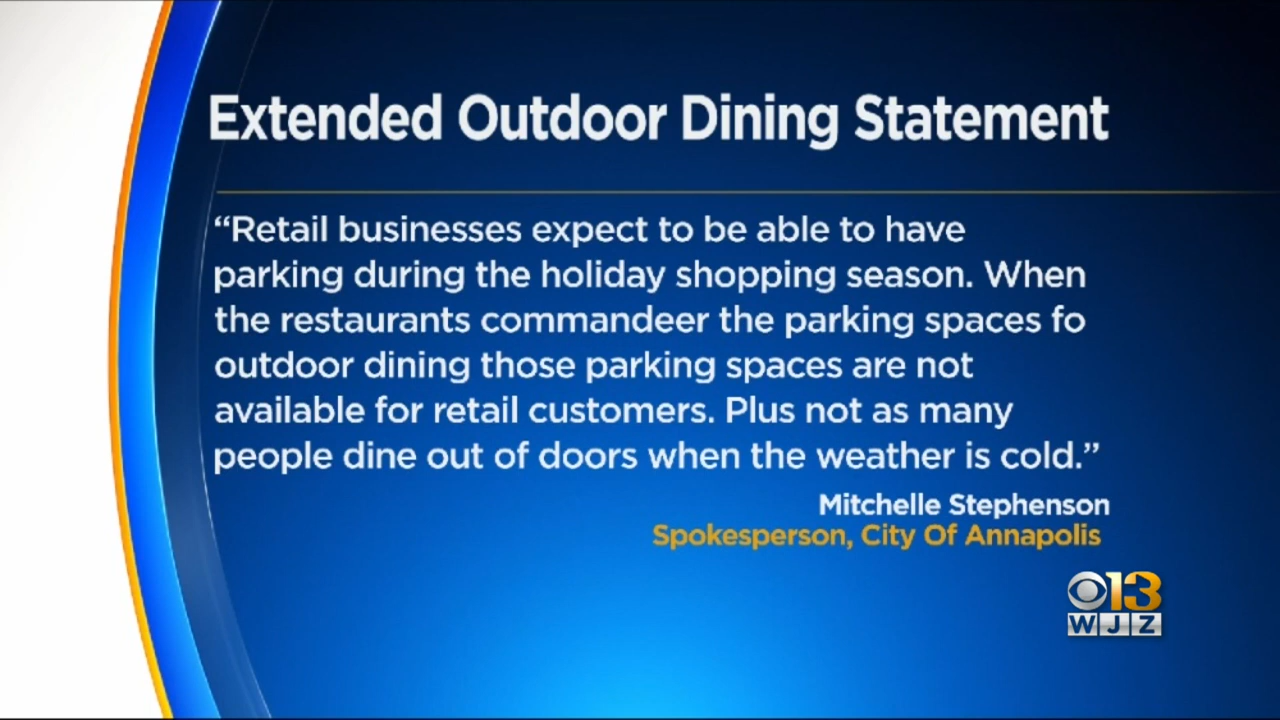 Extended Outdoor Dining Statement
“Retail businesses expect to be able to have
parking during the holiday shopping season. When
the restaurants commandeer the parking spaces fo
outdoor dining those parking spaces are not
available for retail customers. Plus not as many
people dine out of doors when the weather is cold.”
Mitchelle Stephenson
Spokesperson, City Of Annapolis
13
WJZ